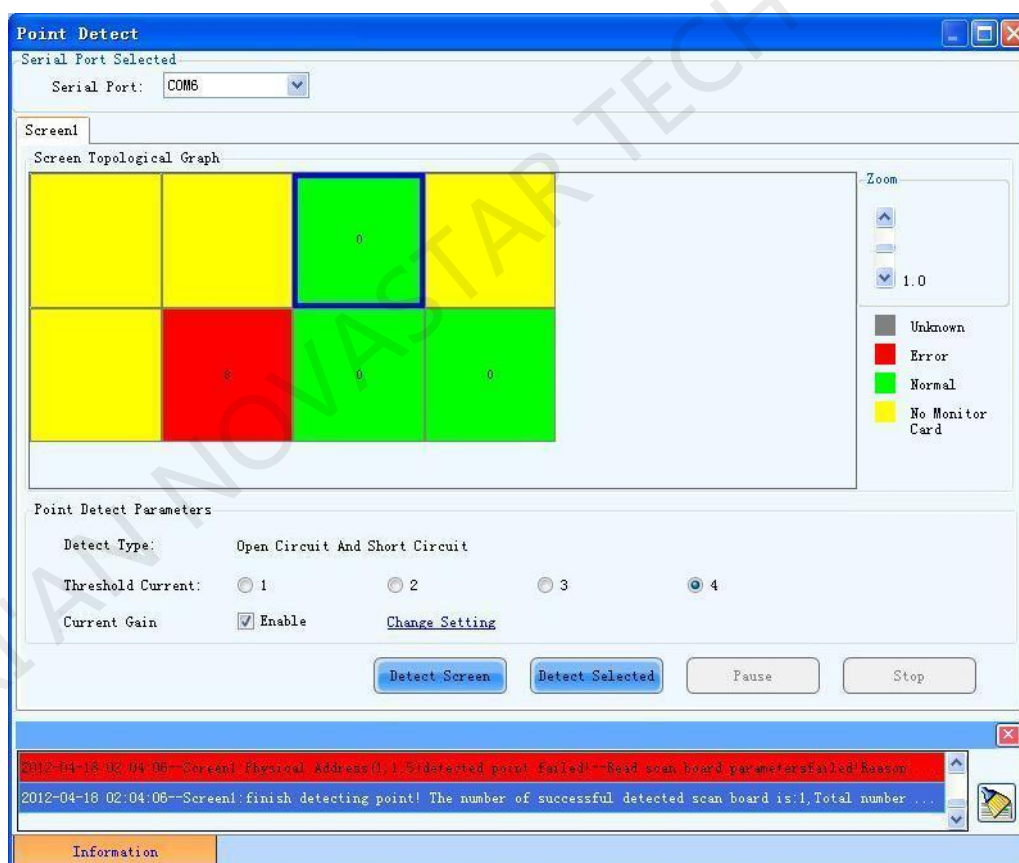 Point Detect
Serial Port Selected
Serial Port: COM6
Screen1
Screen Topological Graph
Zoom
0
1.0
Unknown
Error
Normal
No Monitor
Card
0 0
Point Detect Parameters
Detect Type: Open Circuit And Short Circuit
Threshold Current: 1 2 3 4
Current Gain Enable Change Setting
Detect Screen Detect Selected Pause Stop
2012-04-18 02:04:06--Screen1:Physical Address(1,1,5)detected point failed!--Read scan board parametersfailed!Reason...
2012-04-18 02:04:06--Screen1:finish detecting point! The number of successful detected scan board is:1,Total number ...
Information
IAN NOVASTAR TECH